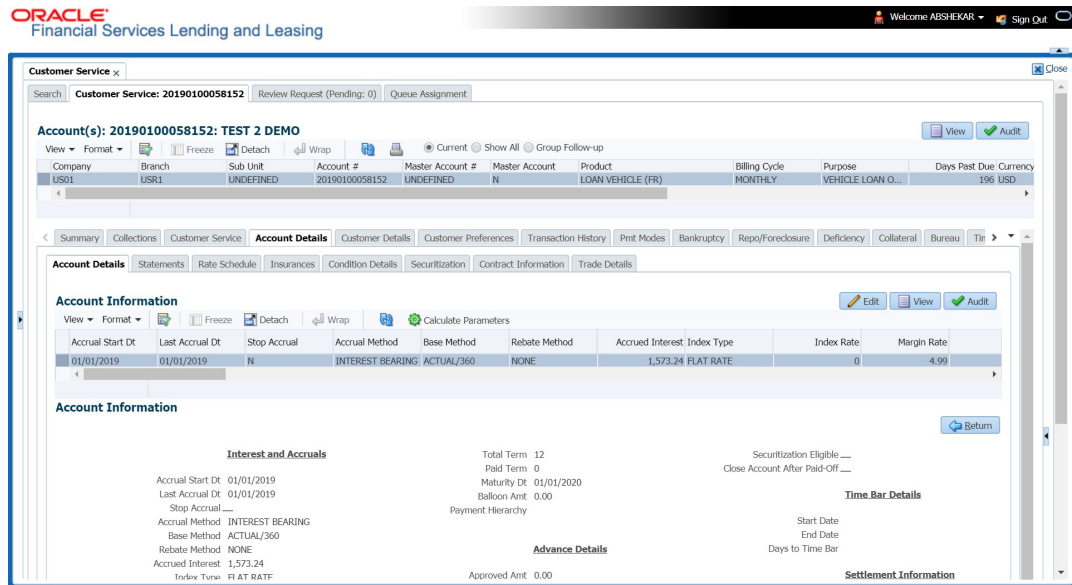 ORACLE
Financial Services Lending and Leasing
Welcome ABSHEKAR Sign Out
Customer Service × Close
Search Customer Service: 20190100058152 Review Request (Pending: 0) Queue Assignment
Account(s): 20190100058152: TEST 2 DEMO View Audit
View Format Freeze Detach Wrap Current Show All Group Follow-up
Company Branch Sub Unit Account # Master Account # Master Account Product Billing Cycle Purpose Days Past Due Currency
US01 USR1 UNDEFINED 20190100058152 UNDEFINED N LOAN VEHICLE (FR) MONTHLY VEHICLE LOAN O... 196 USD
Summary Collections Customer Service Account Details Customer Details Customer Preferences Transaction History Pmt Modes Bankruptcy Repo/Foreclosure Deficiency Collateral Bureau
Account Details Statements Rate Schedule Insurances Condition Details Securitization Contract Information Trade Details
Account Information Edit View Audit
View Format Freeze Detach Wrap Calculate Parameters
Accrual Start Dt Last Accrual Dt Stop Accrual Accrual Method Base Method Rebate Method Accrued Interest Index Type Index Rate Margin Rate
01/01/2019 01/01/2019 N INTEREST BEARING ACTUAL/360 NONE 1,573.24 FLAT RATE 0 4.99
Account Information
Return
Interest and Accruals
Accrual Start Dt 01/01/2019
Last Accrual Dt 01/01/2019
Stop Accrual
Accrual Method INTEREST BEARING
Base Method ACTUAL/360
Rebate Method NONE
Accrued Interest 1,573.24
Index Type FLAT RATE
Total Term 12
Paid Term 0
Maturity Dt 01/01/2020
Balloon Amt 0.00
Payment Hierarchy
Advance Details
Approved Amt 0.00
Securitization Eligible
Close Account After Paid-Off
Time Bar Details
Start Date
End Date
Days to Time Bar
Settlement Information